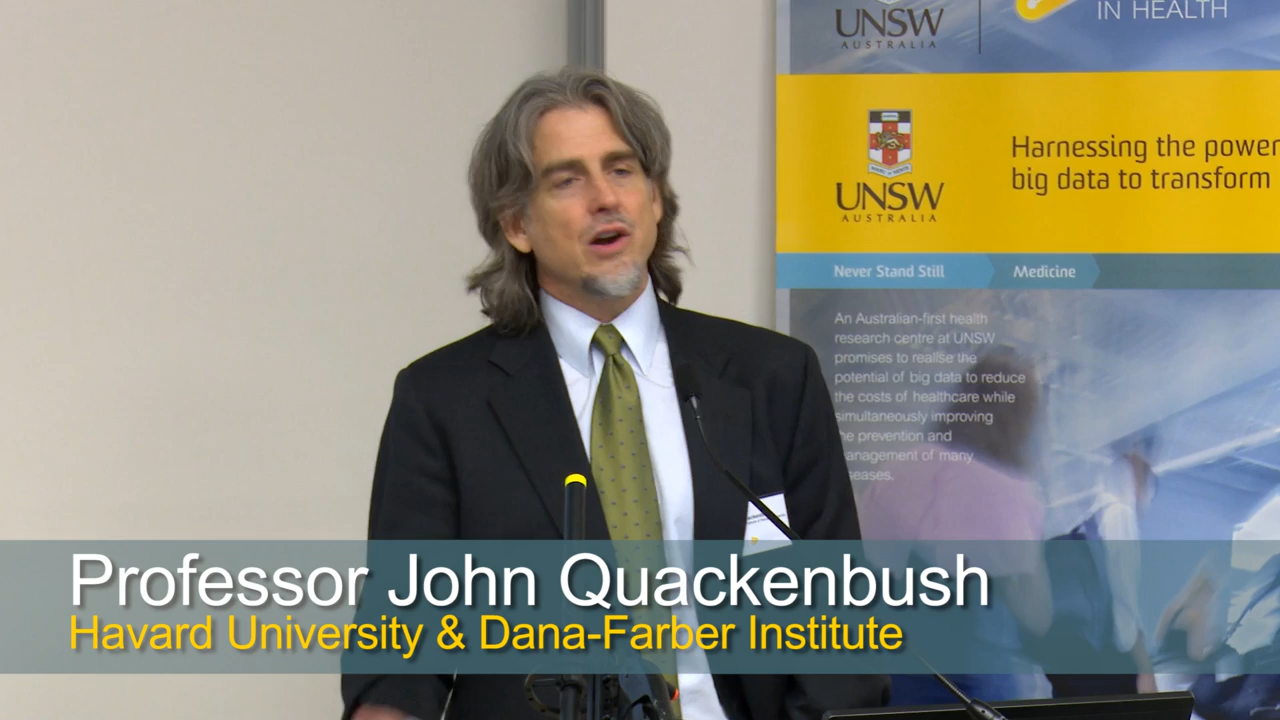 UNSW
AUSTRALIA
IN HEALTH
UNSW
AUSTRALIA
Harnessing the power
big data to transform
Never Stand Still
Medicine
An Australian-first health
research centre at UNSW
promises to realise the
potential of big data to reduce
the costs of healthcare while
simultaneously improving
he prevention and
anagement of many
eases.
Professor John Quackenbush
Havard University & Dana-Farber Institute